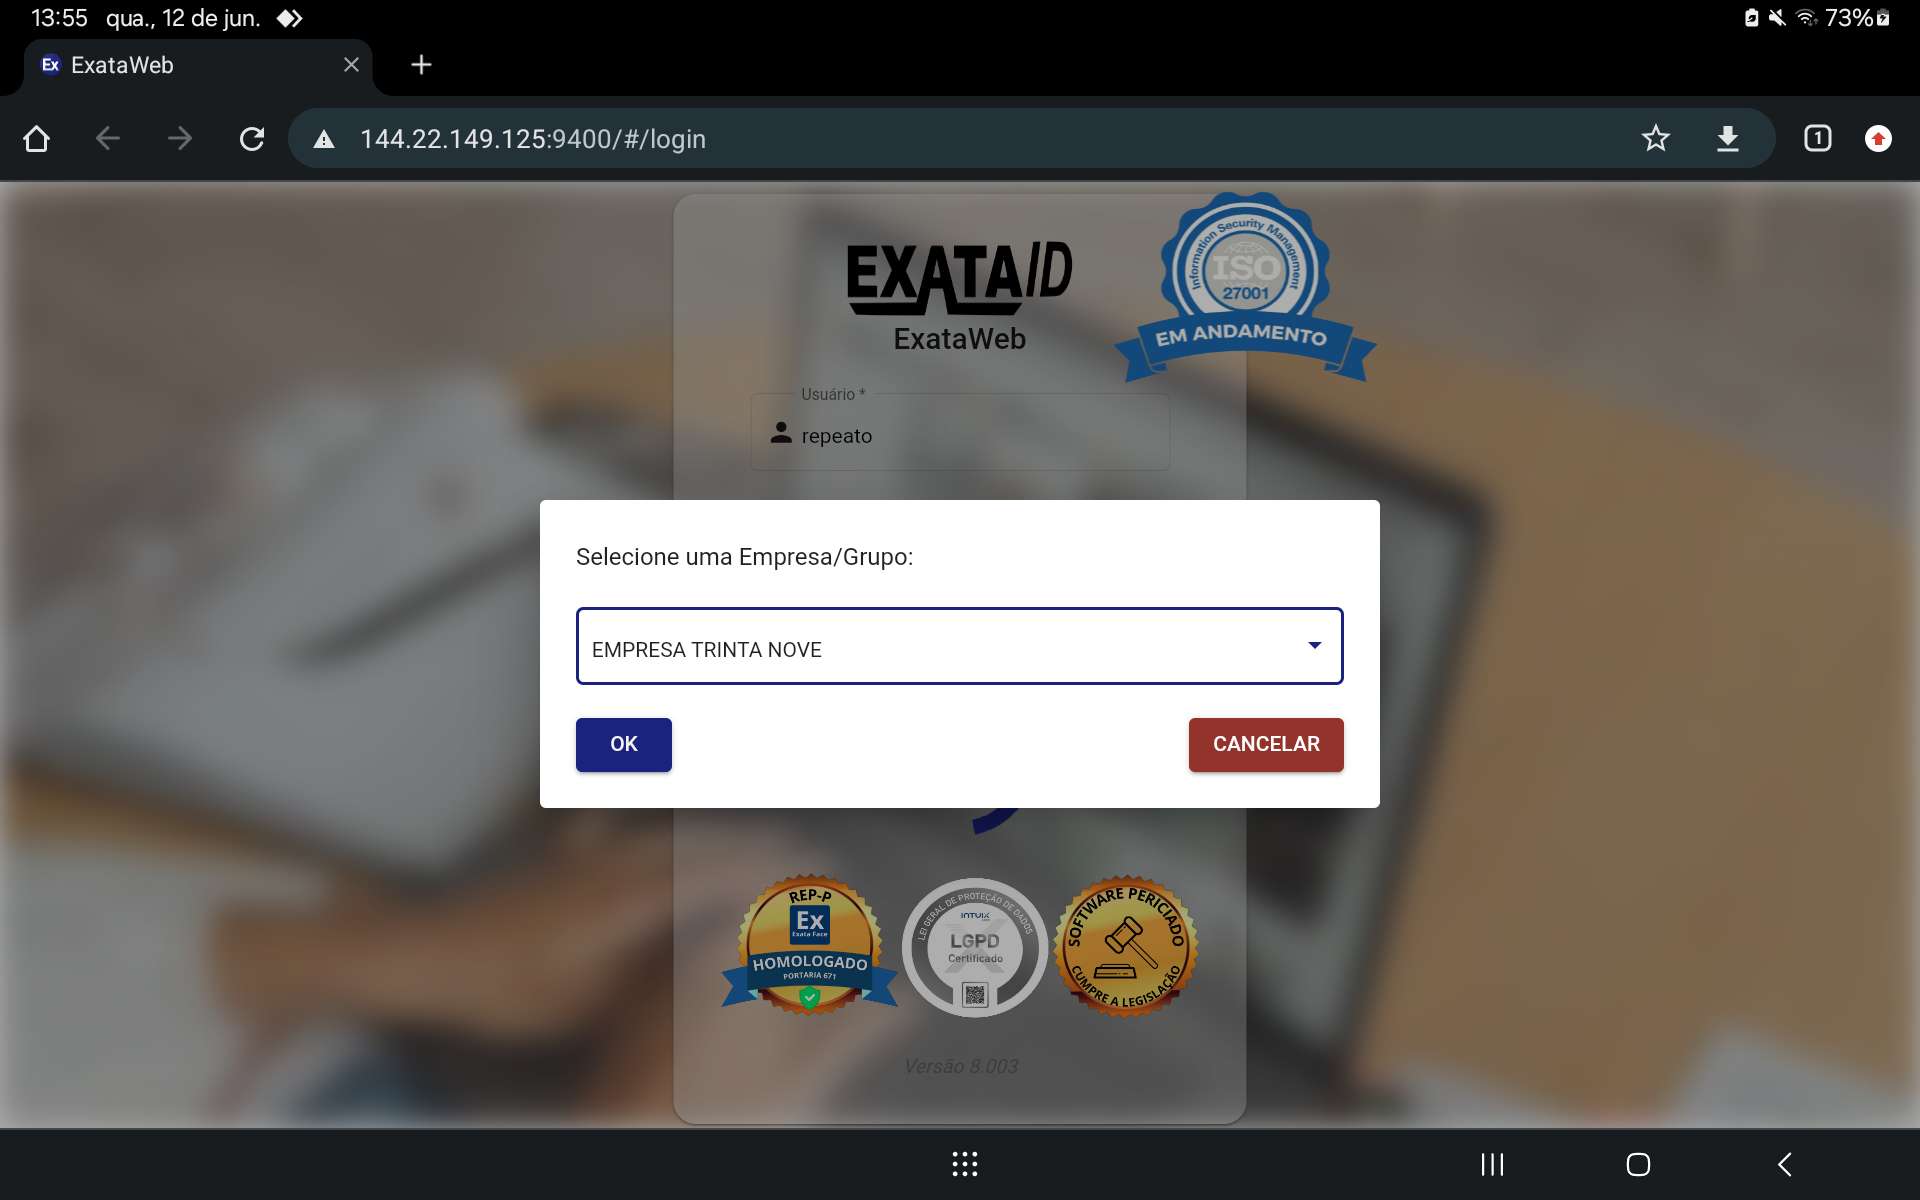 13:55 qua., 12 de jun. 73%
Ex ExataWeb
144.22.149.125:9400/#/login 1
EXATAID
ExataWeb
Information Security Management
ISO
27001
EM ANDAMENTO
Usuário *
repeato
Selecione uma Empresa/Grupo:
EMPRESA TRINTA NOVE
OK CANCELAR
REP-P
Ex
Exata Face
HOMOLOGADO
PORTARIA 671
LEI GERAL DE PROTEÇÃO DE DADOS
INTUIX
LGPD
Certificado
SOFTWARE PERICIADO
CUMPRE A LEGISLAÇÃO
Versão 8.003